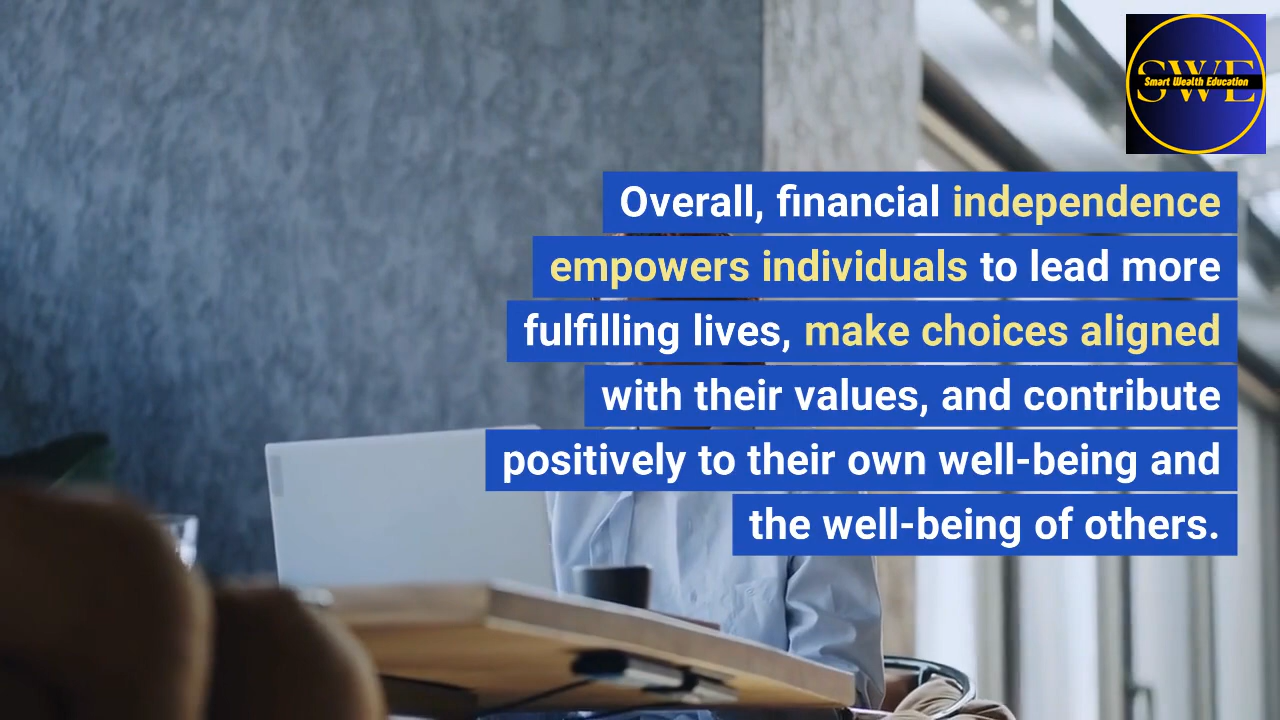 SWE
Smart Wealth Education
Overall, financial independence
empowers individuals to lead more
fulfilling lives, make choices aligned
with their values, and contribute
positively to their own well-being and
the well-being of others.